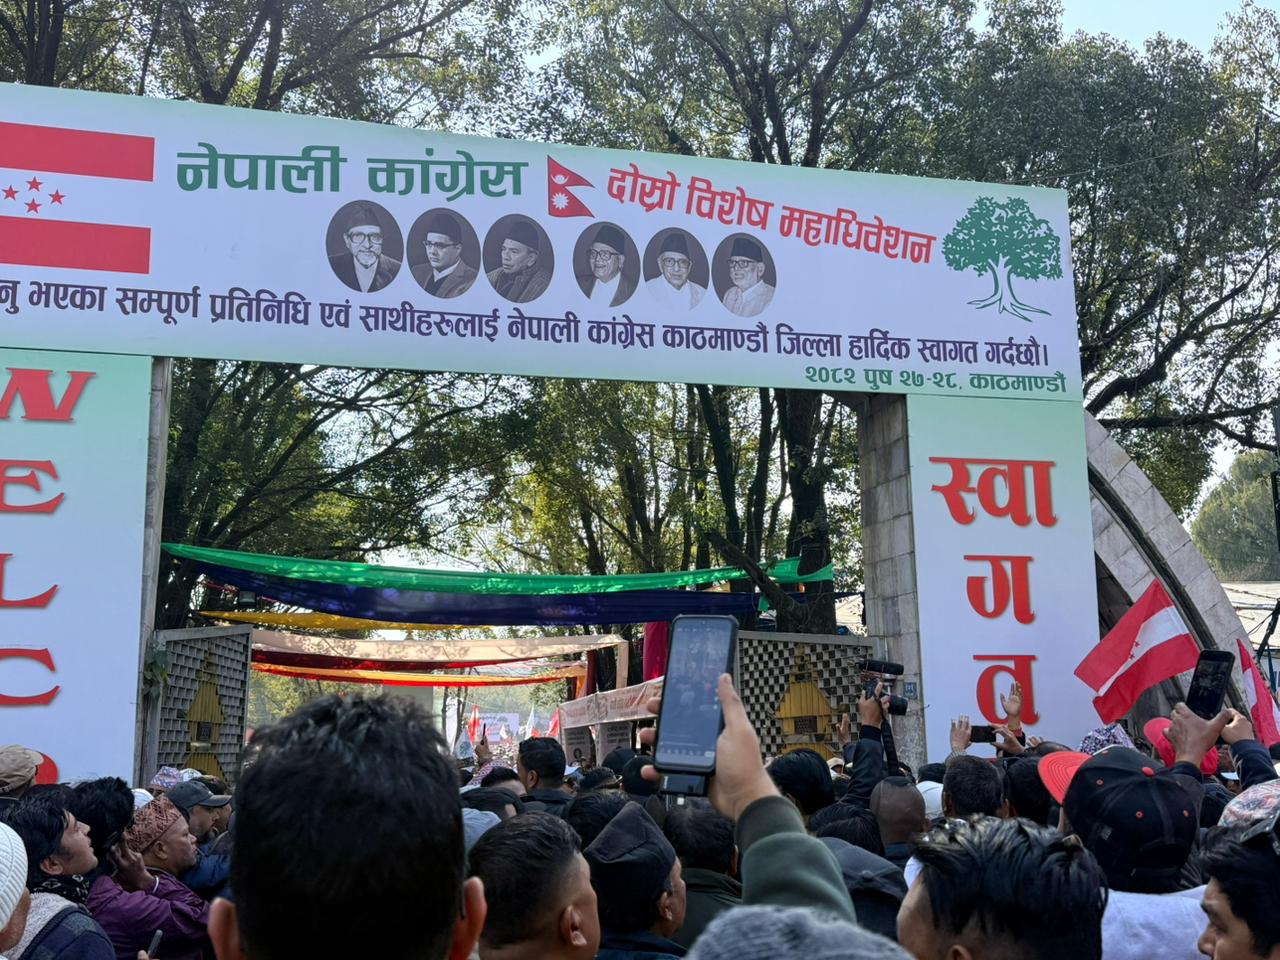 नेपाली कांग्रेस
दोस्रो विशेष महाधिवेशन
नु भएका सम्पूर्ण प्रतिनिधि एवं साथीहरूलाई नेपाली कांग्रेस काठमाण्डौ जिल्ला हार्दिक स्वागत गर्दछौ।
२०८२ पुष २७-२८, काठमाण्डौ
W
E
L
C
स्वा
ग
त